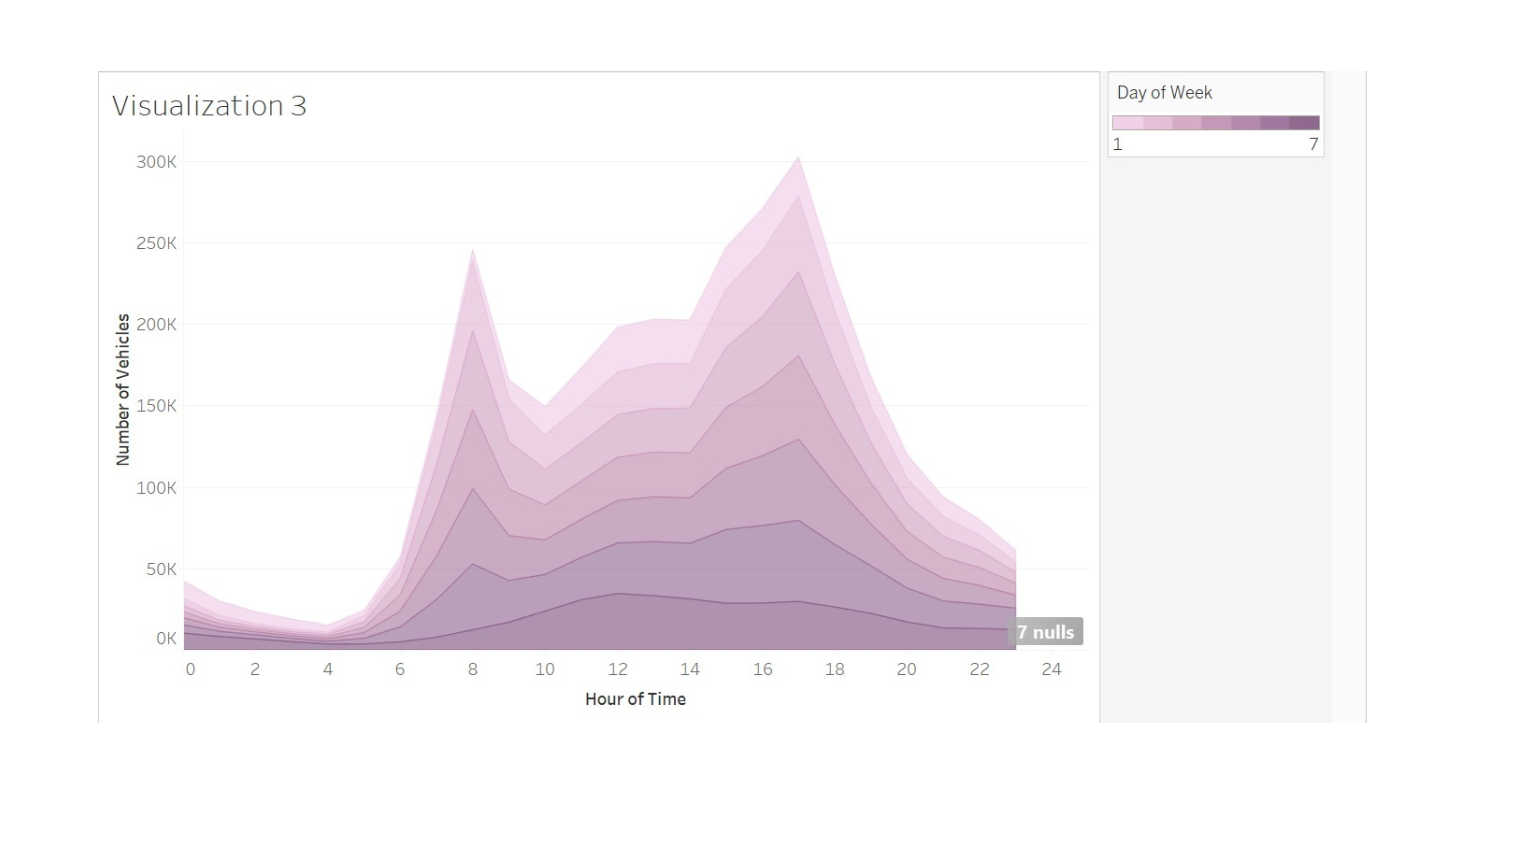 Visualization 3
Day of Week
1 7
300K
250K
200K
150K
100K
50K
0K
Number of Vehicles
7 nulls
0 2 4 6 8 10 12 14 16 18 20 22 24
Hour of Time